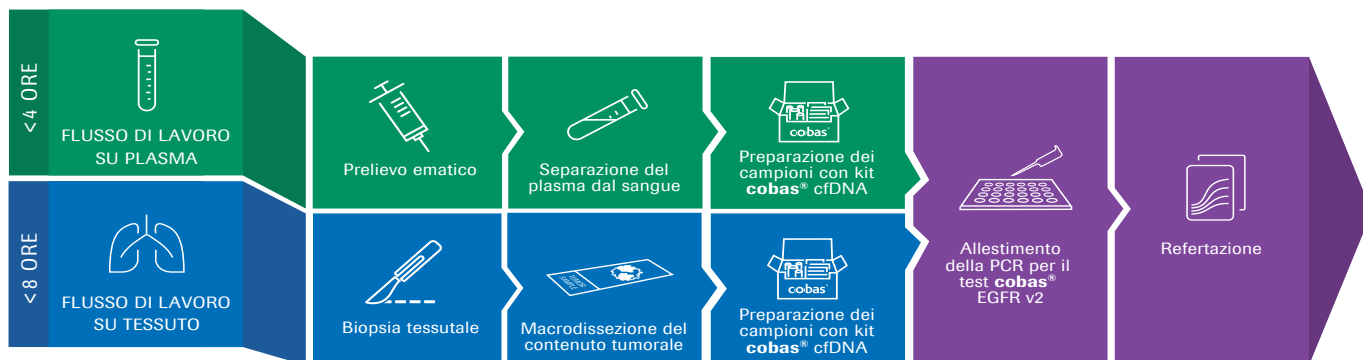 <4 ORE
FLUSSO DI LAVORO
SU PLASMA
Prelievo ematico
Separazione del
plasma dal sangue
cobas®
Preparazione dei
campioni con kit
cobas® cfDNA
<8 ORE
FLUSSO DI LAVORO
SU TESSUTO
Biopsia tessutale
Macrodissezione del
contenuto tumorale
cobas®
Preparazione dei
campioni con kit
cobas® cfDNA
Allestimento
della PCR per il
test cobas®
EGFR v2
Refertazione